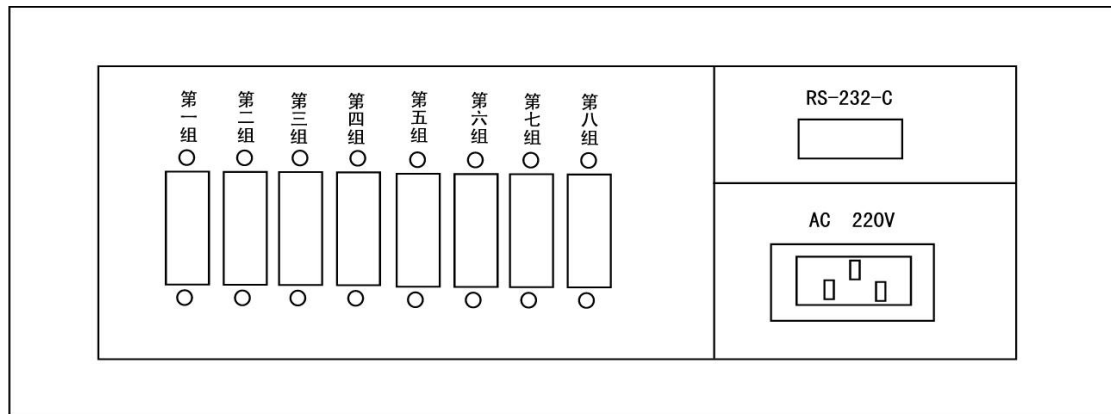 第一组
第二组
第三组
第四组
第五组
第六组
第七组
第八组
RS-232-C
AC 220V